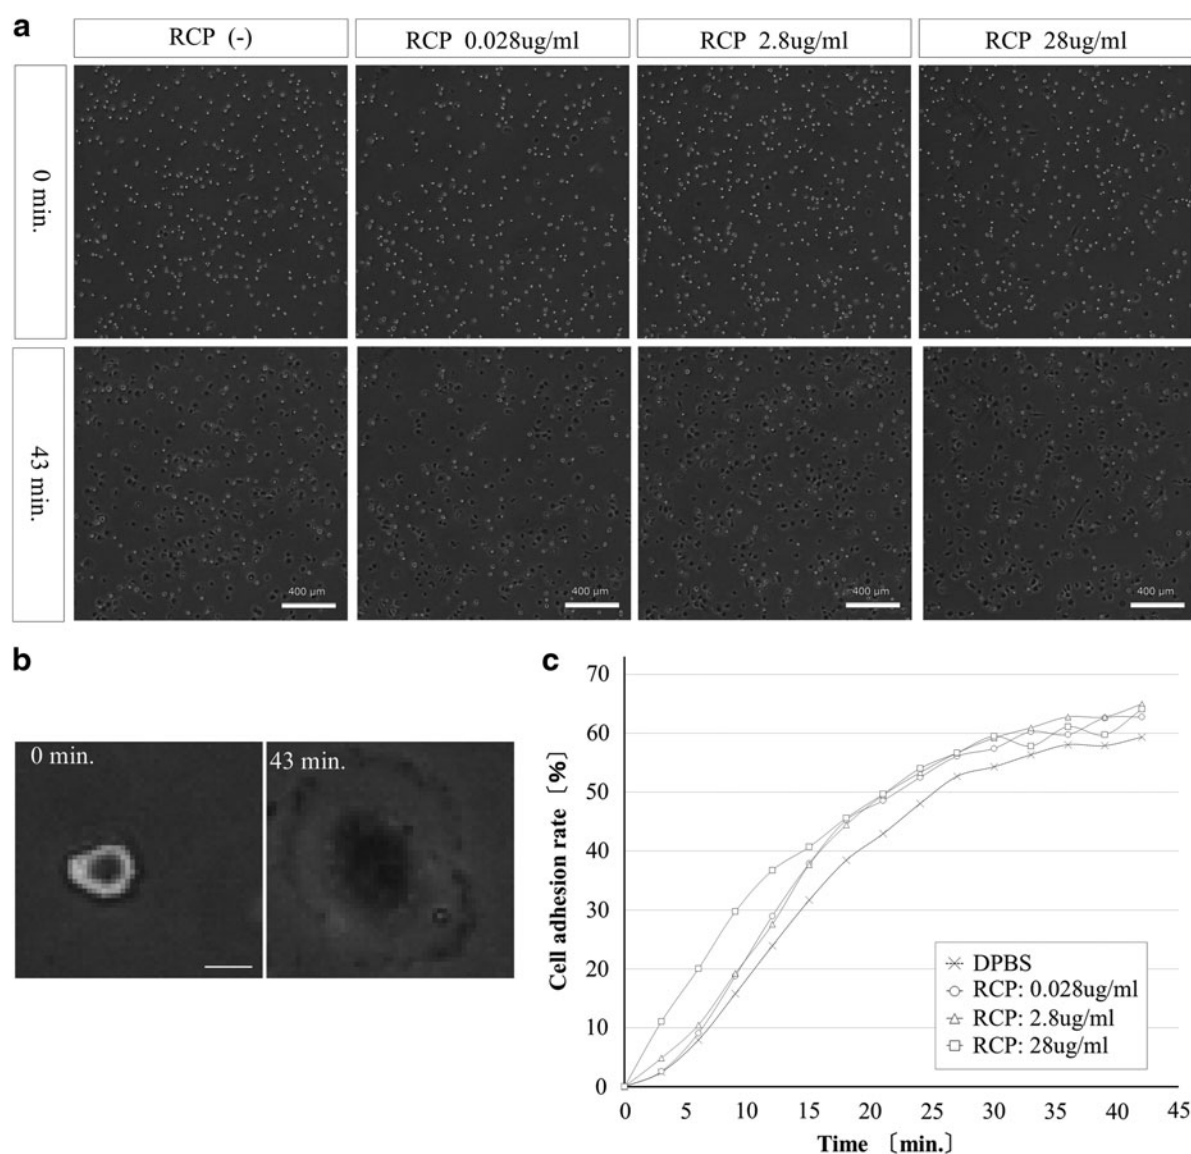 a
RCP (-)
RCP 0.028ug/ml
RCP 2.8ug/ml
RCP 28ug/ml
0 min.
43 min.
400 µm
400 µm
400 µm
400 µm
b
0 min.
43 min.
c
Cell adhesion rate〔%〕
70
60
50
40
30
20
10
0
DPBS
RCP: 0.028ug/ml
RCP: 2.8ug/ml
RCP: 28ug/ml
0 5 10 15 20 25 30 35 40 45
Time 〔min.〕